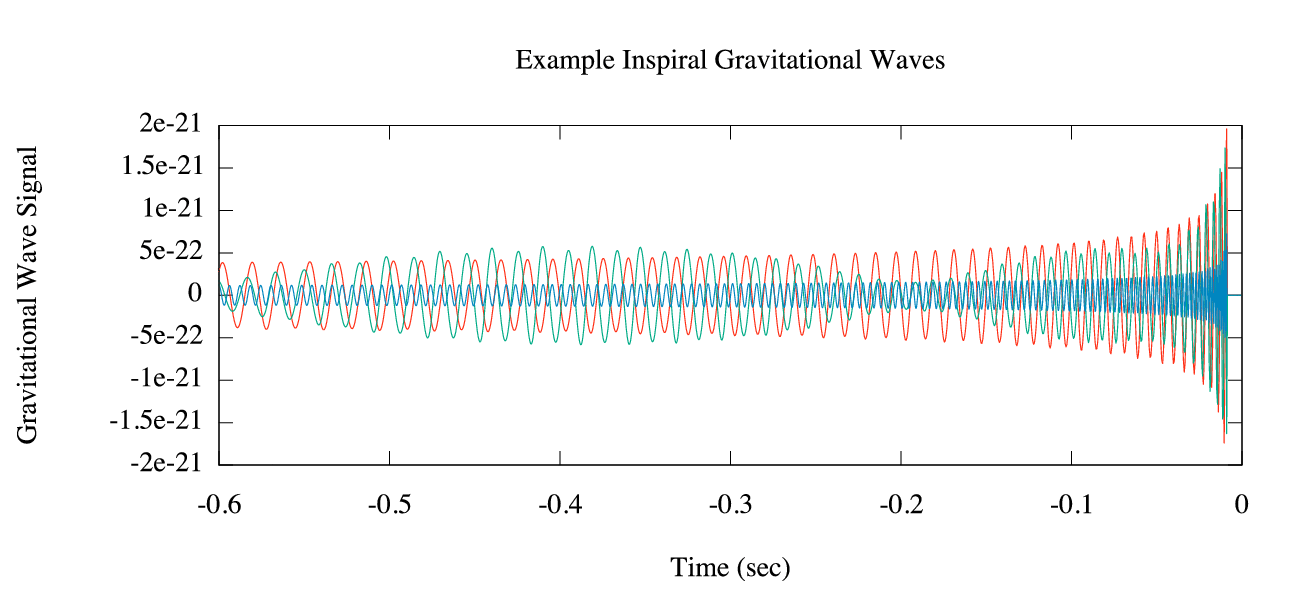 Example Inspiral Gravitational Waves
Gravitational Wave Signal
2e-21
1.5e-21
1e-21
5e-22
0
-5e-22
-1e-21
-1.5e-21
-2e-21
-0.6 -0.5 -0.4 -0.3 -0.2 -0.1 0
Time (sec)